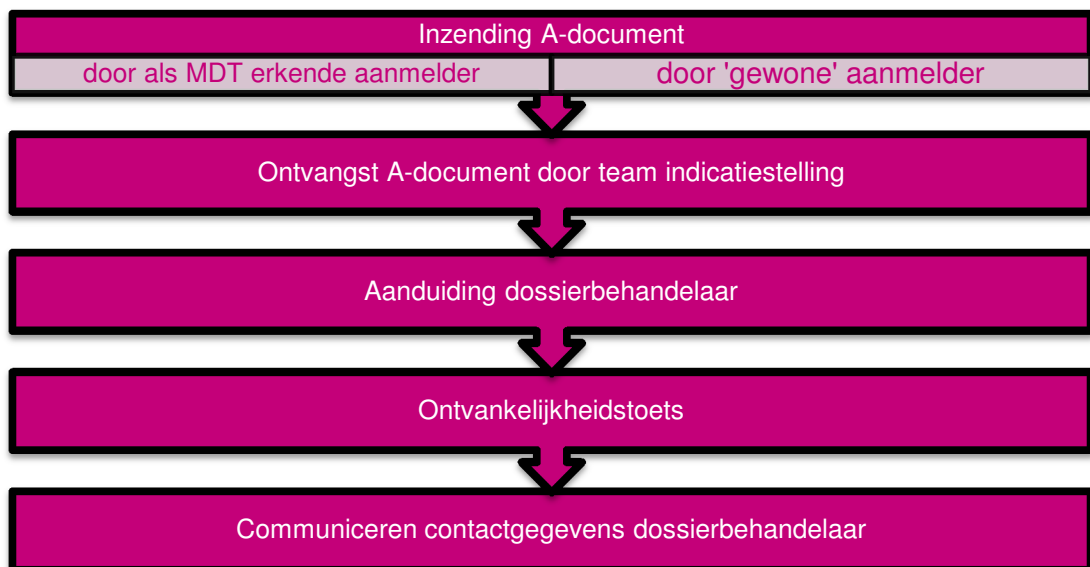 Inzending A-document
door als MDT erkende aanmelder
door 'gewone' aanmelder
Ontvangst A-document door team indicatiestelling
Aanduiding dossierbehandelaar
Ontvankelijkheidstoets
Communiceren contactgegevens dossierbehandelaar